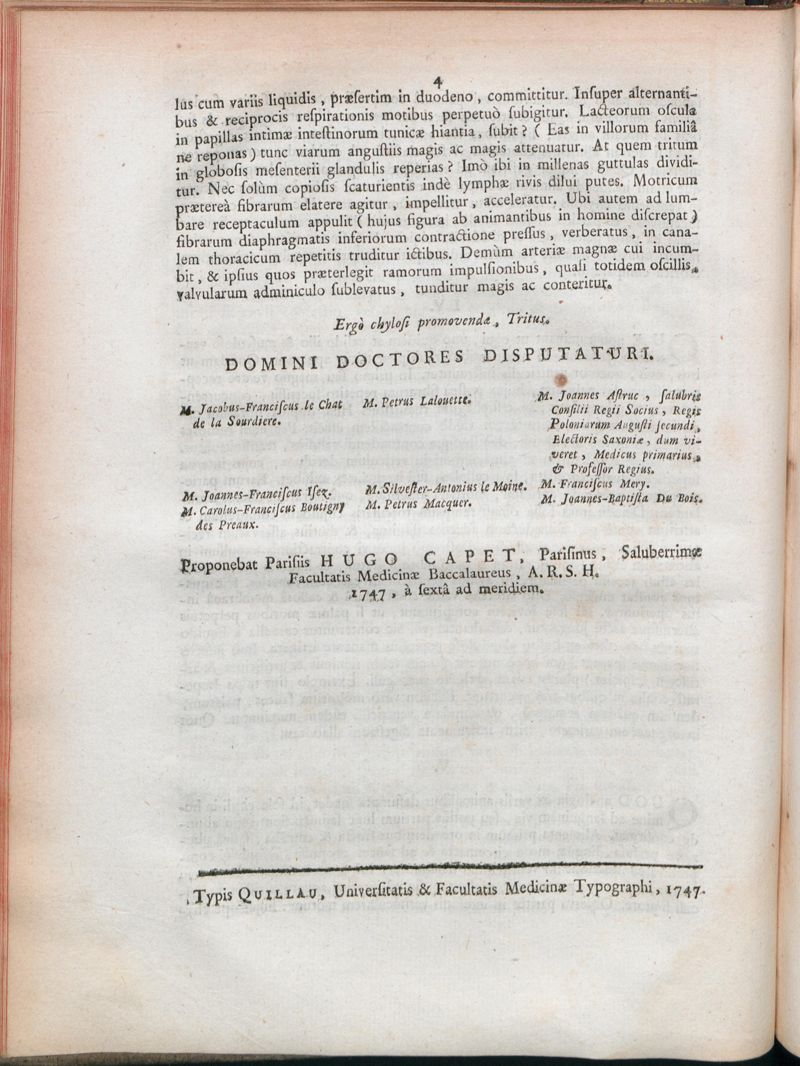 4
lus cum variis liquidis, præſertim in duodeno, committitur. Inſuper alternanti-
bus & reciprocis reſpirationis motibus perpetuò ſubigitur. Lacteorum oſcula
in papillas intimæ inteſtinorum tunicæ hiantia, ſubit? (Eas in villorum familiâ
ne reponas) tunc viarum anguſtiis magis ac magis attenuatur. At quem tritum
in globoſis meſenterii glandulis reperias? Imò ibi in millenas guttulas dividi-
tur. Nec ſolùm copioſis ſcaturientis indè lymphæ rivis dilui putes. Motricum
prætereà fibrarum elatere agitur, impellitur, acceleratur. Ubi autem ad lum-
bare receptaculum appulit (hujus figura ab animantibus in homine diſcrepat)
fibrarum diaphragmatis inferiorum contractione preſſus, verberatus, in cana-
lem thoracicum repetitis truditur ictibus. Demùm arteriæ magnæ cui incum-
bit, & ipſius quos præterlegit ramorum impulſionibus, quaſi totidem oſcillis,
valvularum adminiculo ſublevatus, tunditur magis ac conteritur.
Ergò chyloſi promovendæ, Tritus.
DOMINI DOCTORES DISPUTATURI.
M. Jacobus-Franciſcus le Chat
de la Sourdiere.
M. Petrus Lalouette.
M. Joannes Aſtruc, ſalubris
Conſilii Regii Socius, Regis
Poloniarum Auguſti ſecundi,
Electoris Saxoniæ, dum vi-
veret, Medicus primarius,
& Profeſſor Regius.
M. Joannes-Franciſcus Iſez.
M. Silveſter-Antonius le Moine.
M. Franciſcus Mery.
M. Carolus-Franciſcus Boutigny
des Preaux.
M. Petrus Macquer.
M. Joannes-Baptiſta Du Bois.
Proponebat Pariſiis HUGO CAPET, Pariſinus, Saluberrimæ
Facultatis Medicinæ Baccalaureus, A. R. S. H.
1747, à ſextâ ad meridiem.
Typis QUILLAU, Univerſitatis & Facultatis Medicinæ Typographi, 1747.